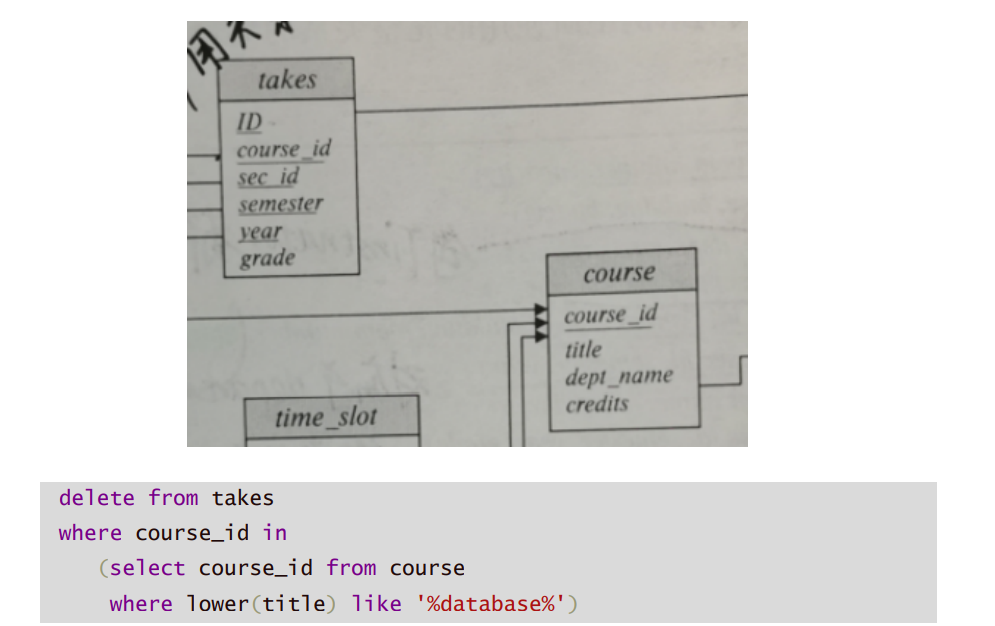 takes
ID
course_id
sec_id
semester
year
grade
course
course_id
title
dept_name
credits
time_slot
delete from takes
where course_id in
(select course_id from course
where lower(title) like '%database%')